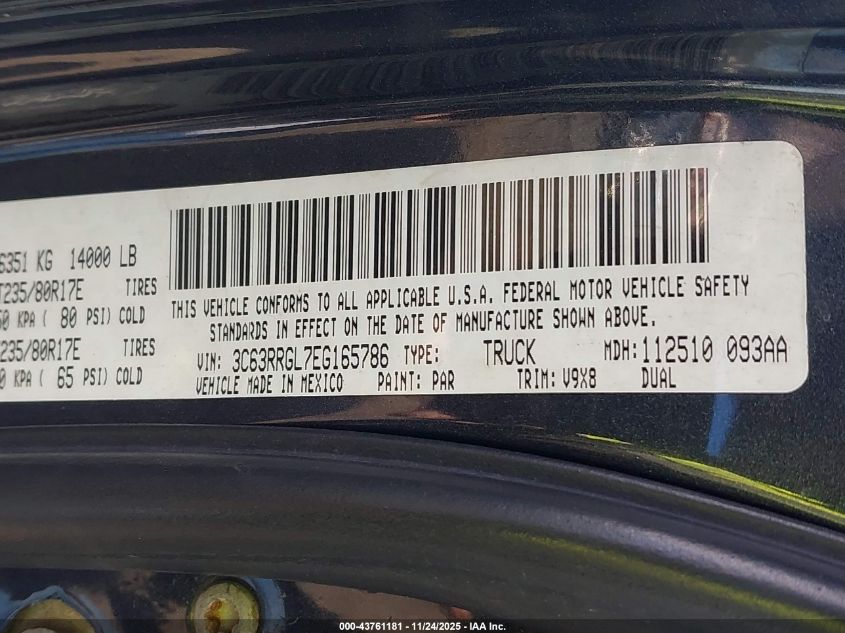 6351 KG 14000 LB
T235/80R17E TIRES
0 KPA ( 80 PSI) COLD
235/80R17E TIRES
0 KPA ( 65 PSI) COLD
THIS VEHICLE CONFORMS TO ALL APPLICABLE U.S.A. FEDERAL MOTOR VEHICLE SAFETY
STANDARDS IN EFFECT ON THE DATE OF MANUFACTURE SHOWN ABOVE.
VIN: 3C63RRGL7EG165786 TYPE: TRUCK MDH: 112510 093AA
VEHICLE MADE IN MEXICO PAINT: PAR TRIM: V9X8 DUAL
000-43761181 - 11/24/2025 - IAA Inc.